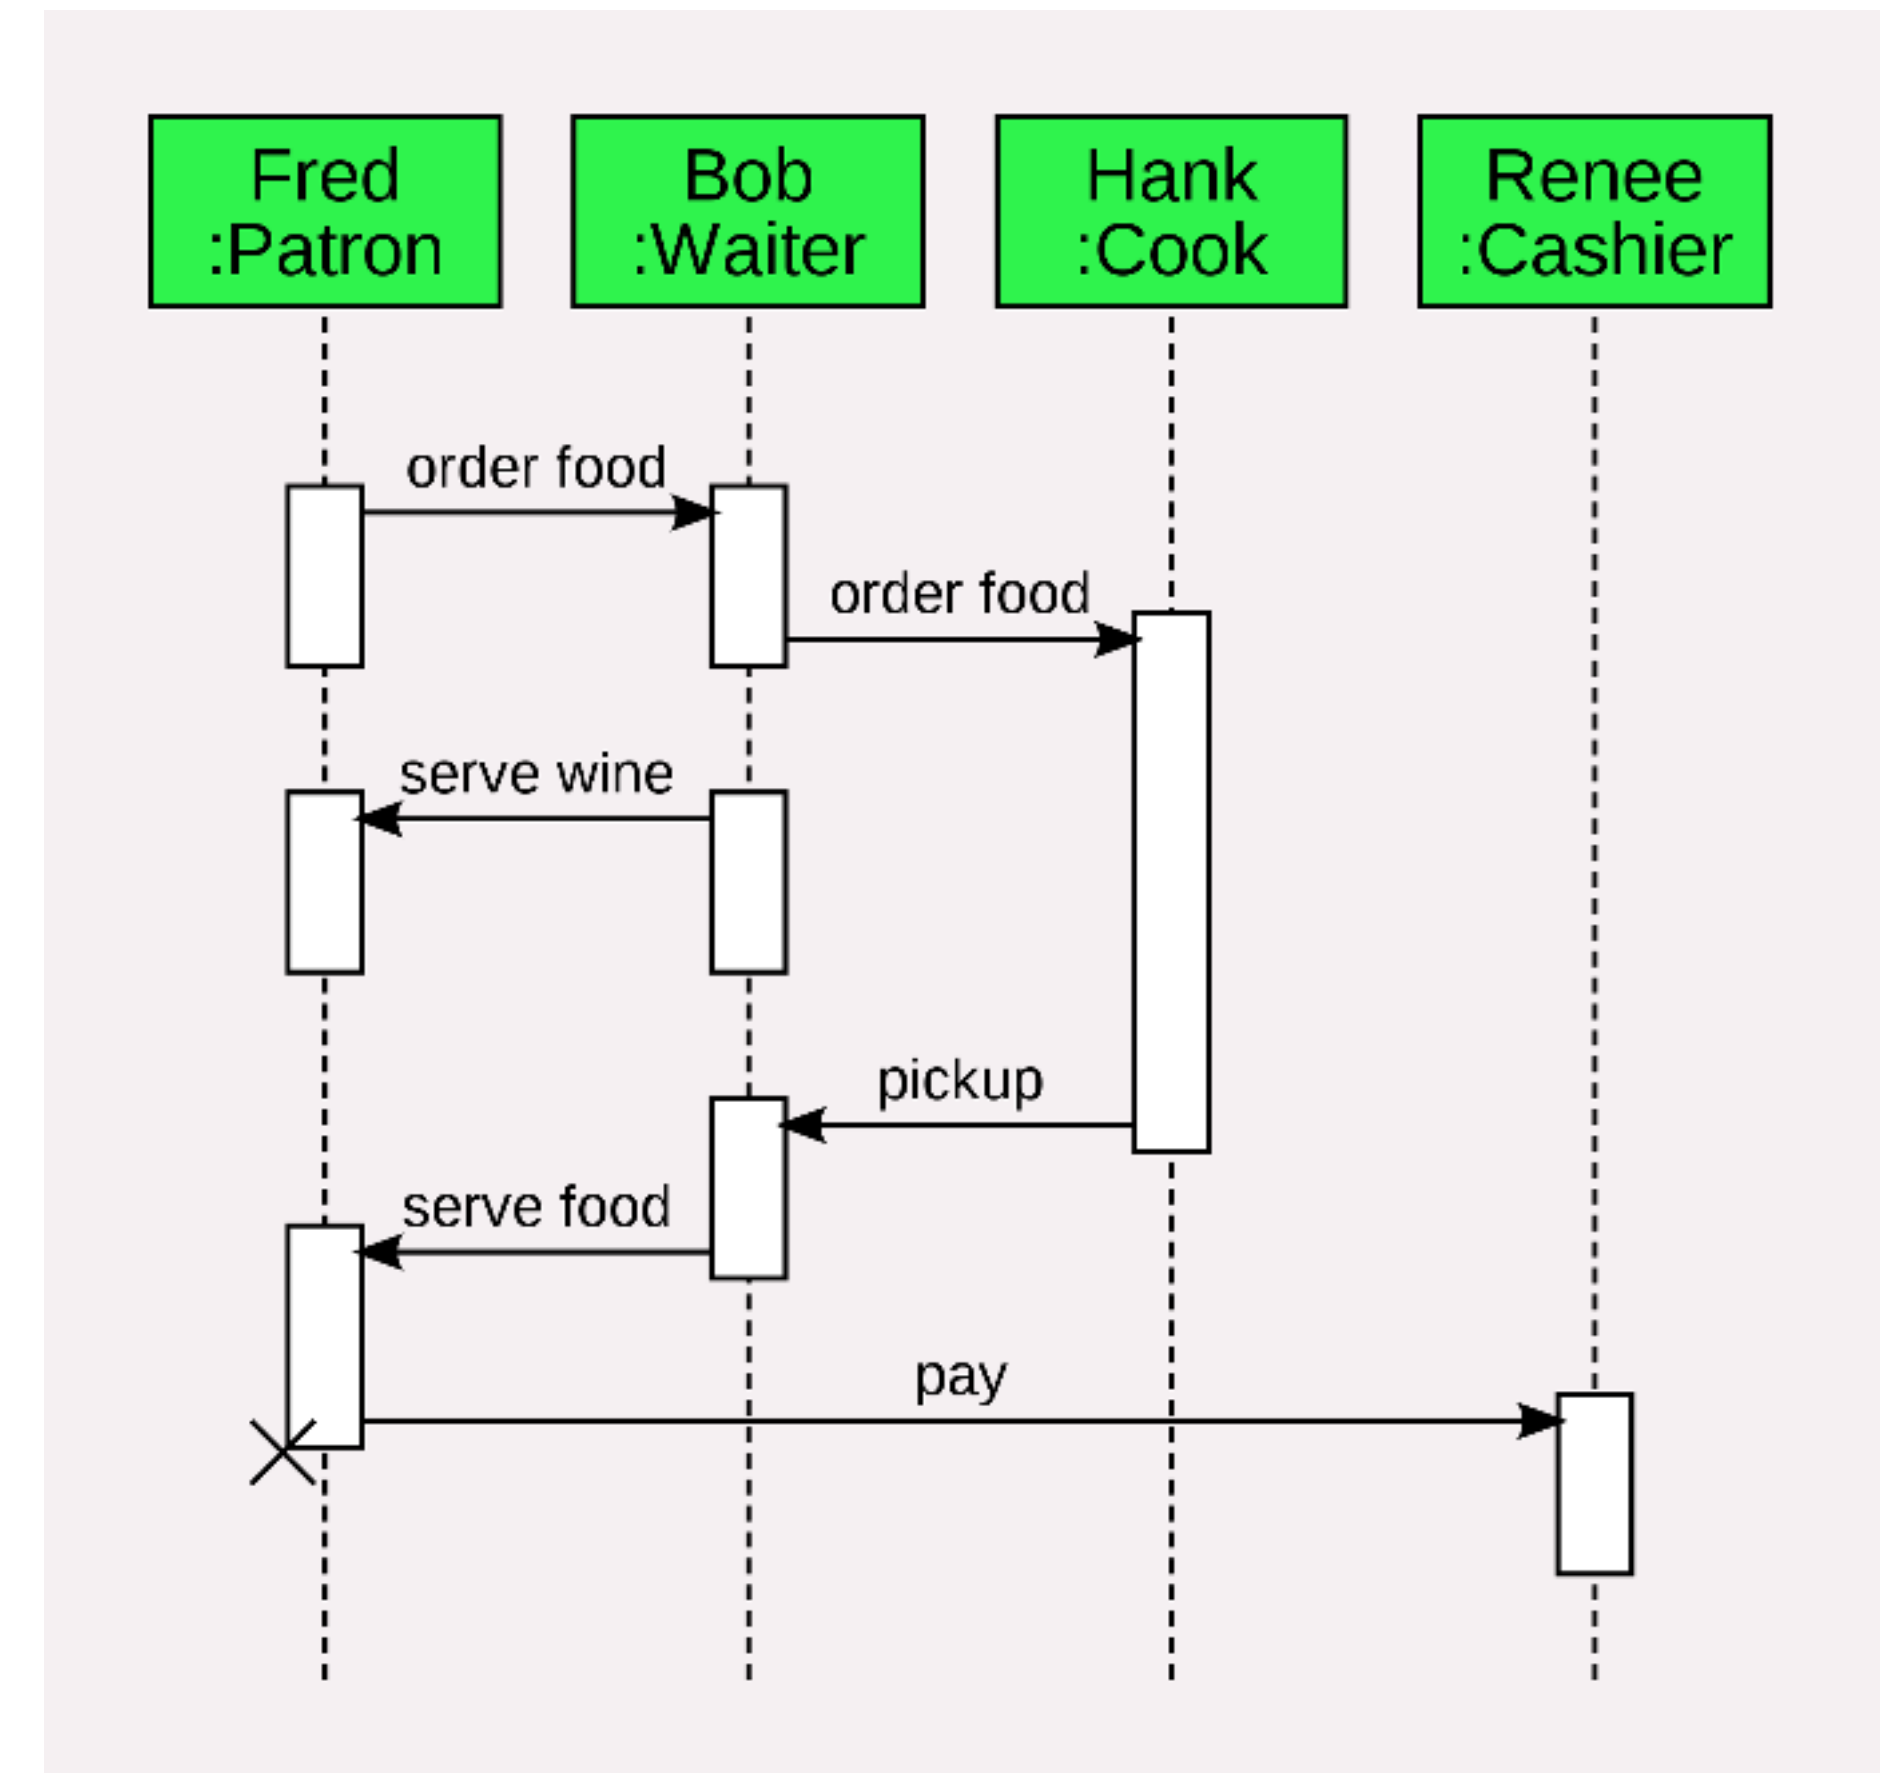 Fred
:Patron
Bob
:Waiter
Hank
:Cook
Renee
:Cashier
order food
order food
serve wine
pickup
serve food
pay